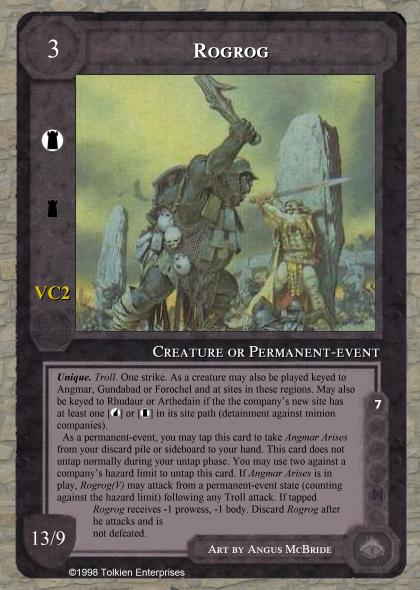 3
ROGROG
VC2
CREATURE OR PERMANENT-EVENT
Unique. Troll. One strike. As a creature may also be played keyed to
Angmar, Gundabad or Forochel and at sites in these regions. May also
be keyed to Rhudaur or Arthedain if the the company's new site has
at least one [ ] or [ ] in its site path (detainment against minion
companies).
7
As a permanent-event, you may tap this card to take Angmar Arises
from your discard pile or sideboard to your hand. This card does not
untap normally during your untap phase. You may use two against a
company's hazard limit to untap this card. If Angmar Arises is in
play, Rogrog(V) may attack from a permanent-event state (counting
against the hazard limit) following any Troll attack. If tapped
Rogrog receives -1 prowess, -1 body. Discard Rogrog after
he attacks and is
not defeated.
13/9
ART BY ANGUS MCBRIDE
©1998 Tolkien Enterprises